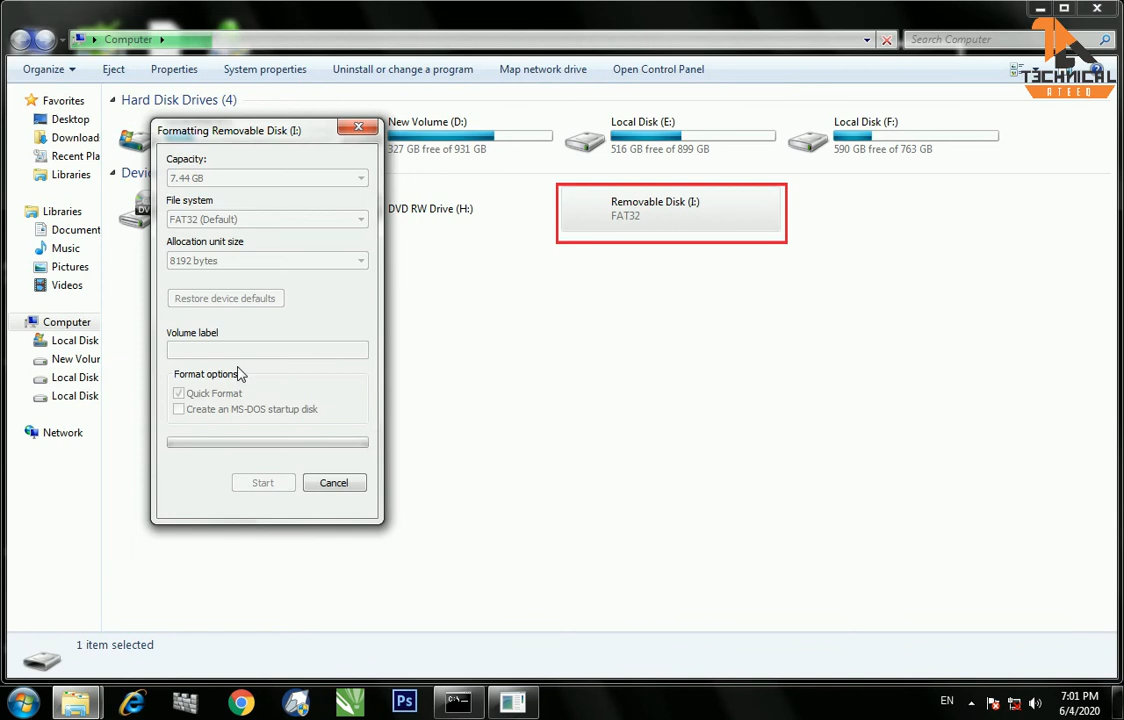 Computer
Search Computer
TECHNICAL
ATEEQ
Organize
Eject
Properties
System properties
Uninstall or change a program
Map network drive
Open Control Panel
Favorites
Desktop
Download
Recent Pla
Libraries
Libraries
Document
Music
Pictures
Videos
Computer
Local Disk
New Volur
Local Disk
Local Disk
Network
Hard Disk Drives (4)
New Volume (D:)
327 GB free of 931 GB
Local Disk (E:)
516 GB free of 899 GB
Local Disk (F:)
590 GB free of 763 GB
Devic
DV
DVD RW Drive (H:)
Removable Disk (I:)
FAT32
Formatting Removable Disk (I:)
Capacity:
7.44 GB
File system
FAT32 (Default)
Allocation unit size
8192 bytes
Restore device defaults
Volume label
Format options
Quick Format
Create an MS-DOS startup disk
Start
Cancel
1 item selected
Ps
C:\
EN
7:01 PM
6/4/2020